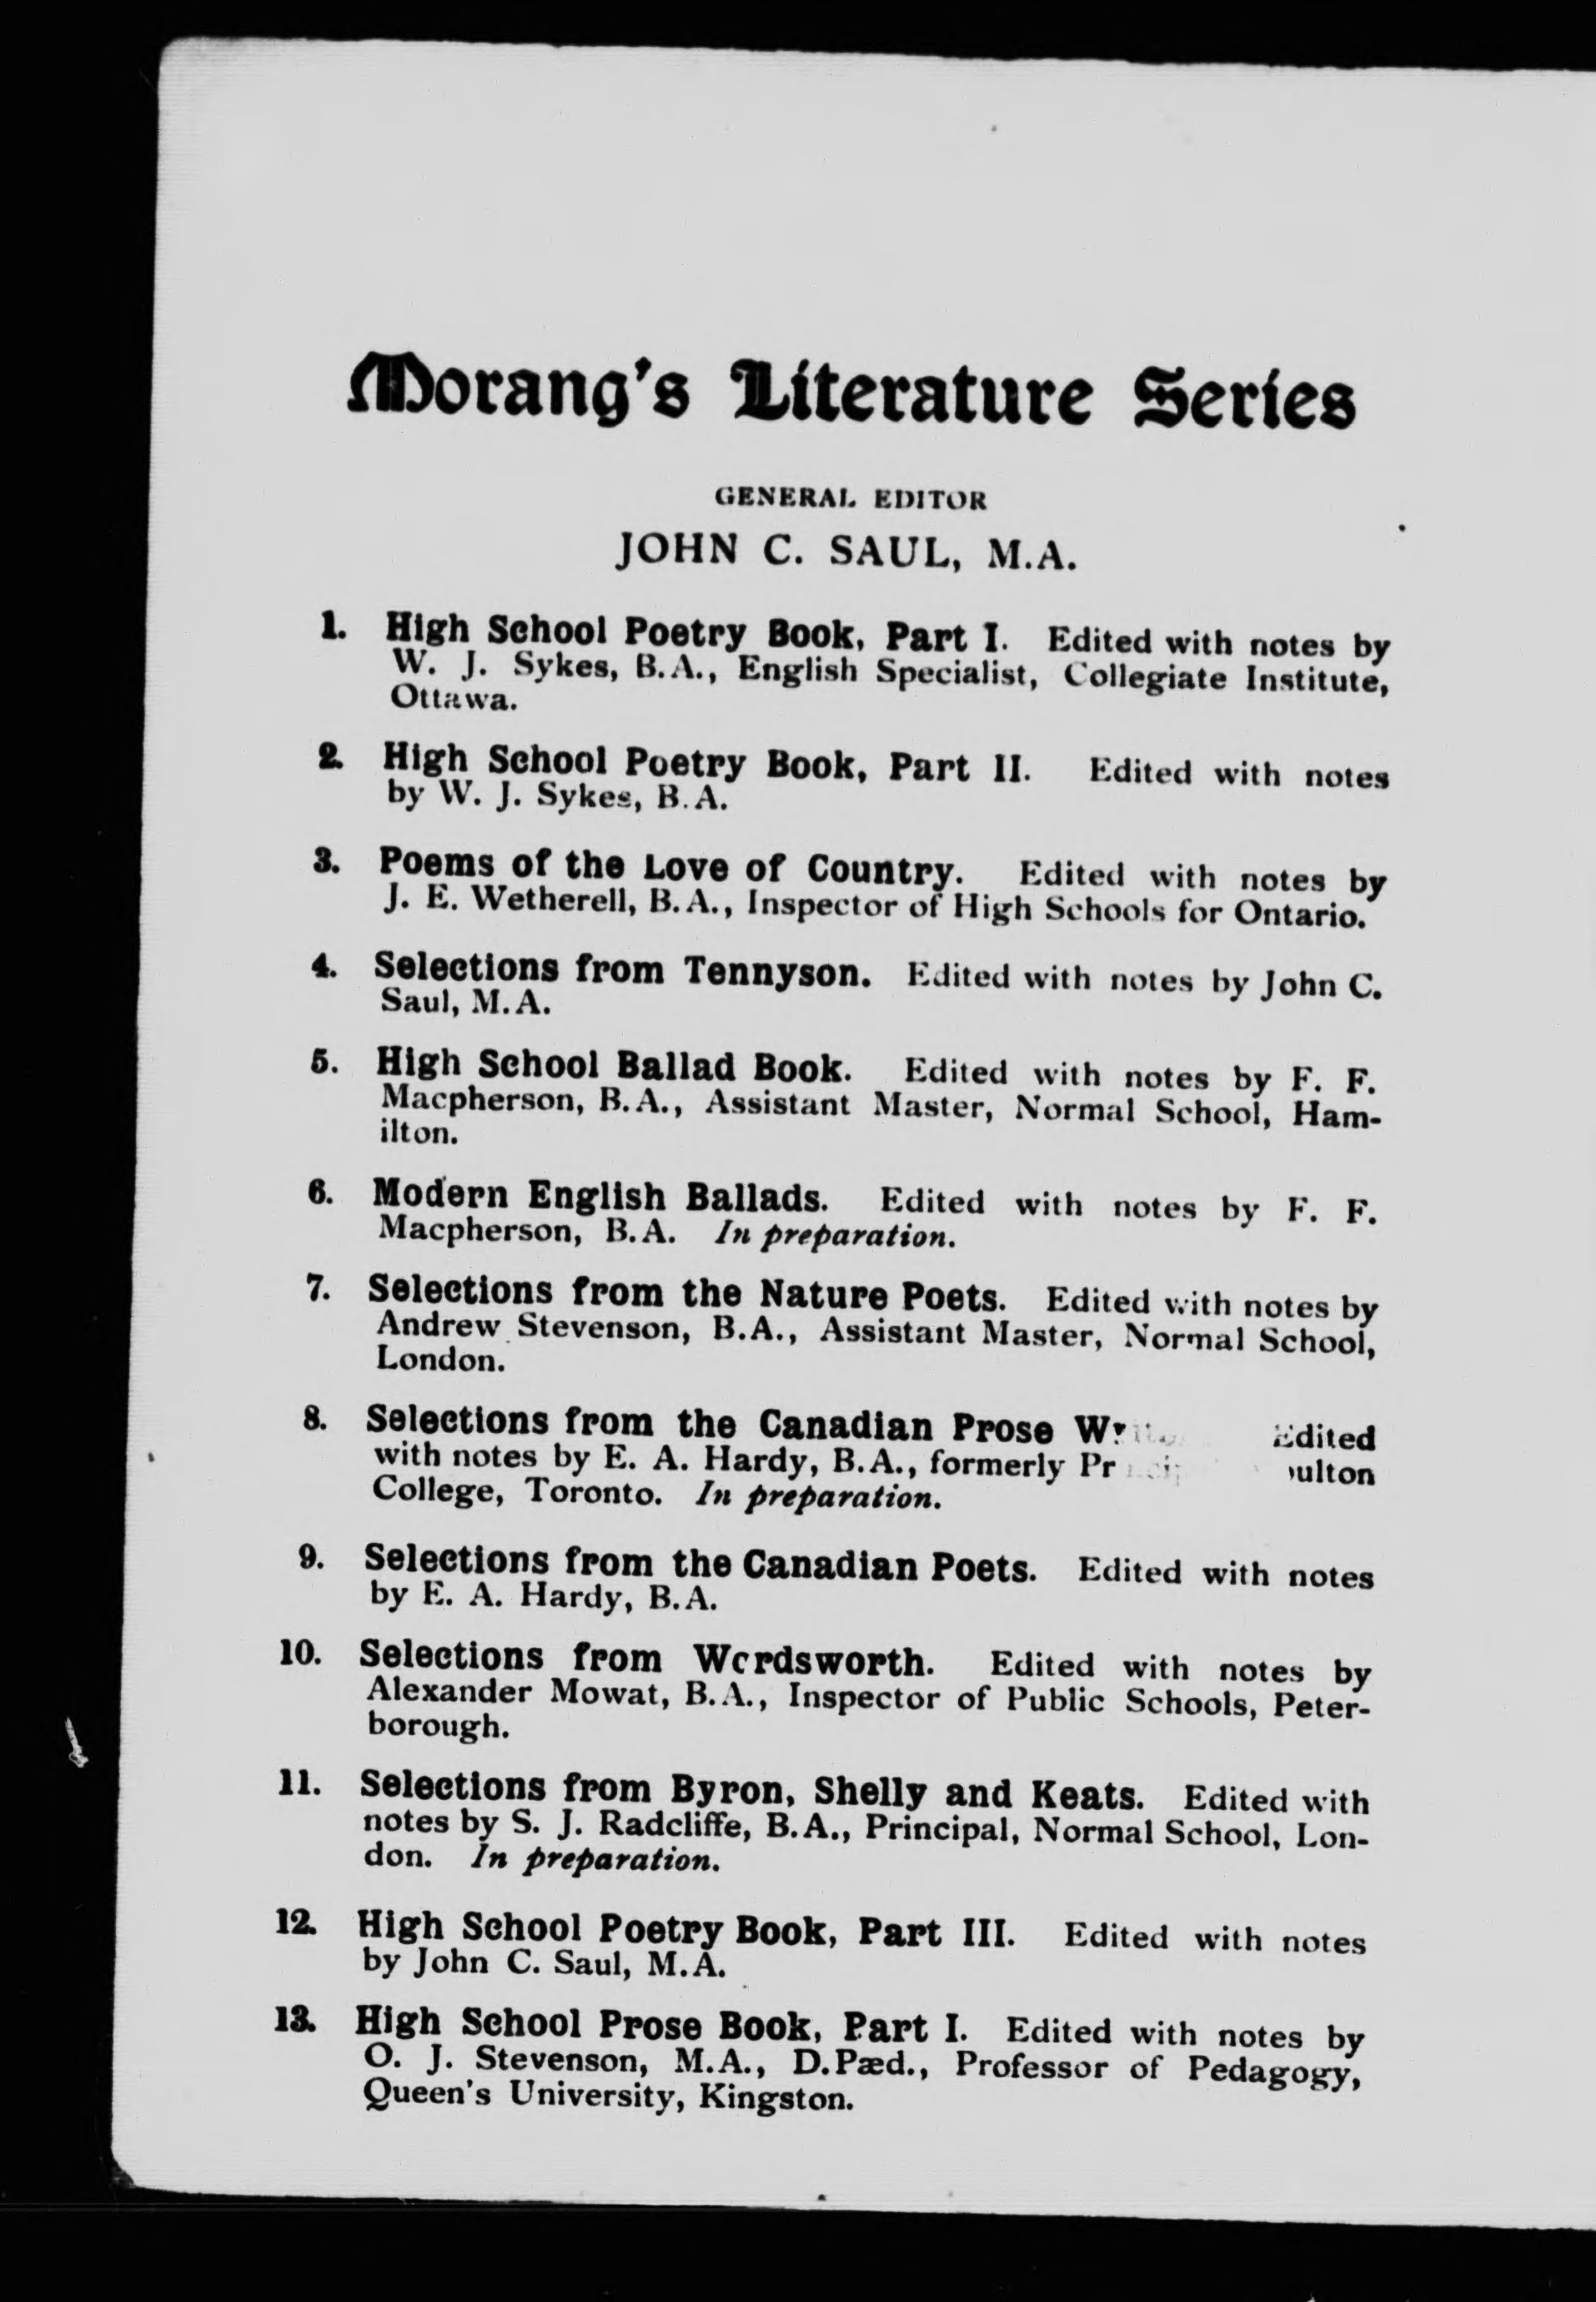 Morang's Literature Series
GENERAL EDITOR
JOHN C. SAUL, M.A.
1. High School Poetry Book, Part I. Edited with notes by
W. J. Sykes, B.A., English Specialist, Collegiate Institute,
Ottawa.
2. High School Poetry Book, Part II. Edited with notes
by W. J. Sykes, B.A.
3. Poems of the Love of Country. Edited with notes by
J. E. Wetherell, B.A., Inspector of High Schools for Ontario.
4. Selections from Tennyson. Edited with notes by John C.
Saul, M.A.
5. High School Ballad Book. Edited with notes by F. F.
Macpherson, B.A., Assistant Master, Normal School, Ham-
ilton.
6. Modern English Ballads. Edited with notes by F. F.
Macpherson, B.A. In preparation.
7. Selections from the Nature Poets. Edited with notes by
Andrew Stevenson, B.A., Assistant Master, Normal School,
London.
8. Selections from the Canadian Prose Edited
with notes by E. A. Hardy, B.A., formerly
College, Toronto. In preparation.
9. Selections from the Canadian Poets. Edited with notes
by E. A. Hardy, B.A.
10. Selections from Wordsworth. Edited with notes by
Alexander Mowat, B.A., Inspector of Public Schools, Peter-
borough.
11. Selections from Byron, Shelly and Keats. Edited with
notes by S. J. Radcliffe, B.A., Principal, Normal School, Lon-
don. In preparation.
12. High School Poetry Book, Part III. Edited with notes
by John C. Saul, M.A.
13. High School Prose Book, Part I. Edited with notes by
O. J. Stevenson, M.A., D.Pæd., Professor of Pedagogy,
Queen's University, Kingston.